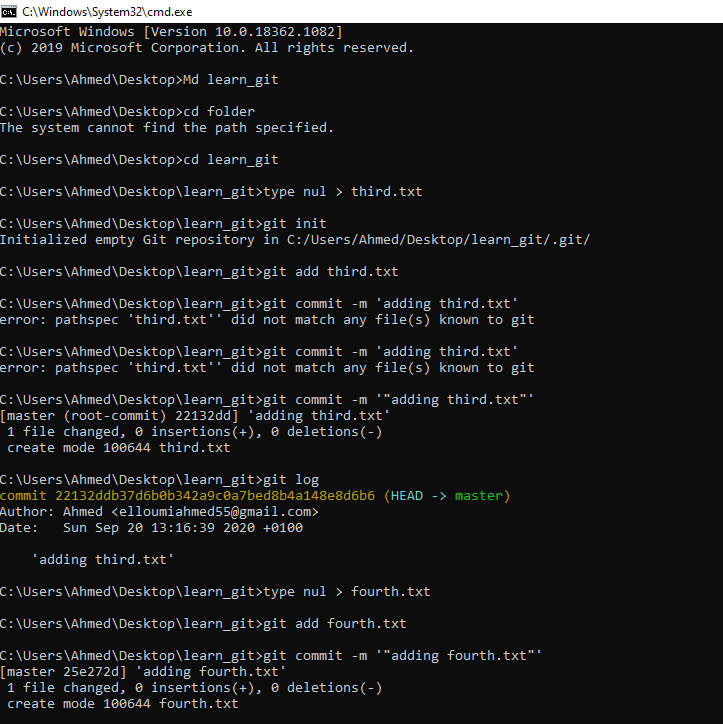 C:\Windows\System32\cmd.exe
Microsoft Windows [Version 10.0.18362.1082]
(c) 2019 Microsoft Corporation. All rights reserved.
C:\Users\Ahmed\Desktop>Md learn_git
C:\Users\Ahmed\Desktop>cd folder
The system cannot find the path specified.
C:\Users\Ahmed\Desktop>cd learn_git
C:\Users\Ahmed\Desktop\learn_git>type nul > third.txt
C:\Users\Ahmed\Desktop\learn_git>git init
Initialized empty Git repository in C:/Users/Ahmed/Desktop/learn_git/.git/
C:\Users\Ahmed\Desktop\learn_git>git add third.txt
C:\Users\Ahmed\Desktop\learn_git>git commit -m 'adding third.txt'
error: pathspec 'third.txt'' did not match any file(s) known to git
C:\Users\Ahmed\Desktop\learn_git>git commit -m 'adding third.txt'
error: pathspec 'third.txt'' did not match any file(s) known to git
C:\Users\Ahmed\Desktop\learn_git>git commit -m '"adding third.txt"'
[master (root-commit) 22132dd] 'adding third.txt'
1 file changed, 0 insertions(+), 0 deletions(-)
create mode 100644 third.txt
C:\Users\Ahmed\Desktop\learn_git>git log
commit 22132ddb37d6b0b342a9c0a7bed8b4a148e8d6b6 (HEAD -> master)
Author: Ahmed <elloumiahmed55@gmail.com>
Date:   Sun Sep 20 13:16:39 2020 +0100
'adding third.txt'
C:\Users\Ahmed\Desktop\learn_git>type nul > fourth.txt
C:\Users\Ahmed\Desktop\learn_git>git add fourth.txt
C:\Users\Ahmed\Desktop\learn_git>git commit -m '"adding fourth.txt"'
[master 25e272d] 'adding fourth.txt'
1 file changed, 0 insertions(+), 0 deletions(-)
create mode 100644 fourth.txt